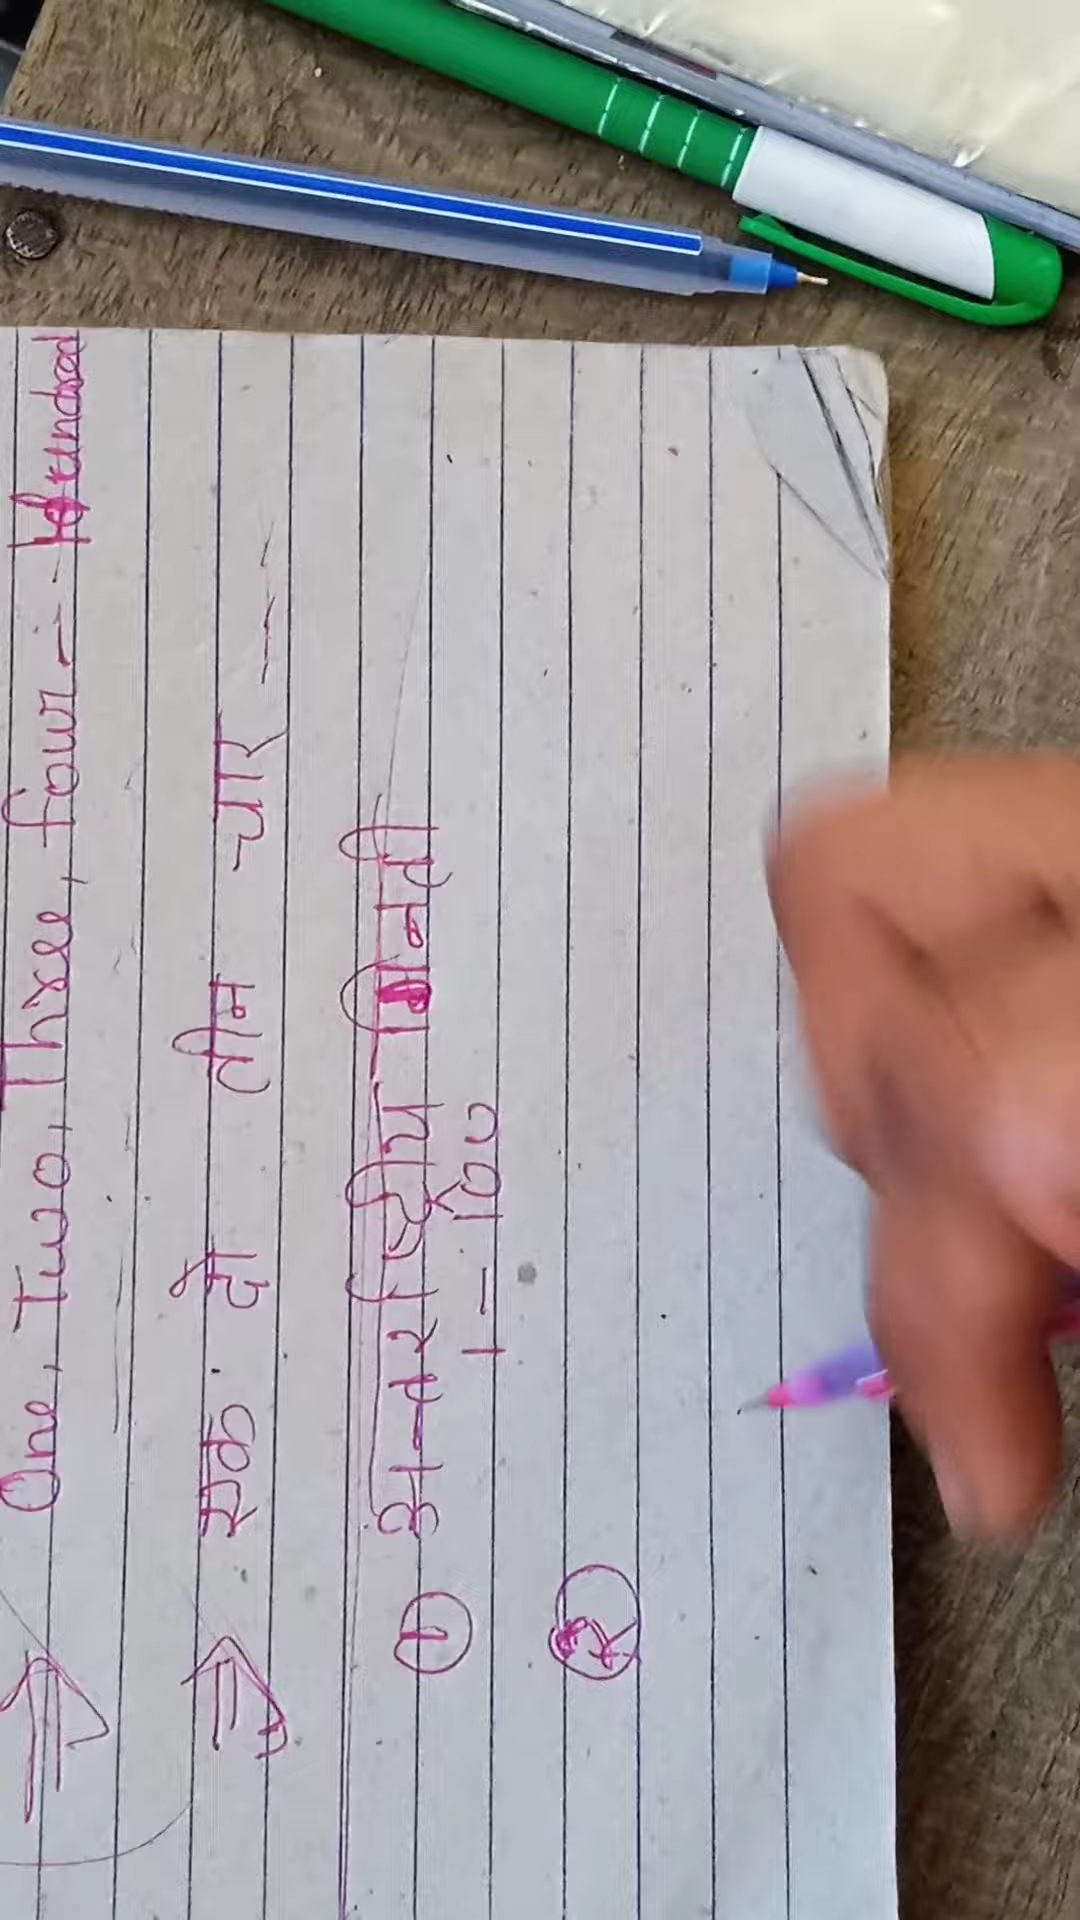 ⇒ One, Two, Three, four -- Hundred
⇒ एक . दो तीन चार ---
① अन्तर्राष्ट्रीय गिनती
1-100
②